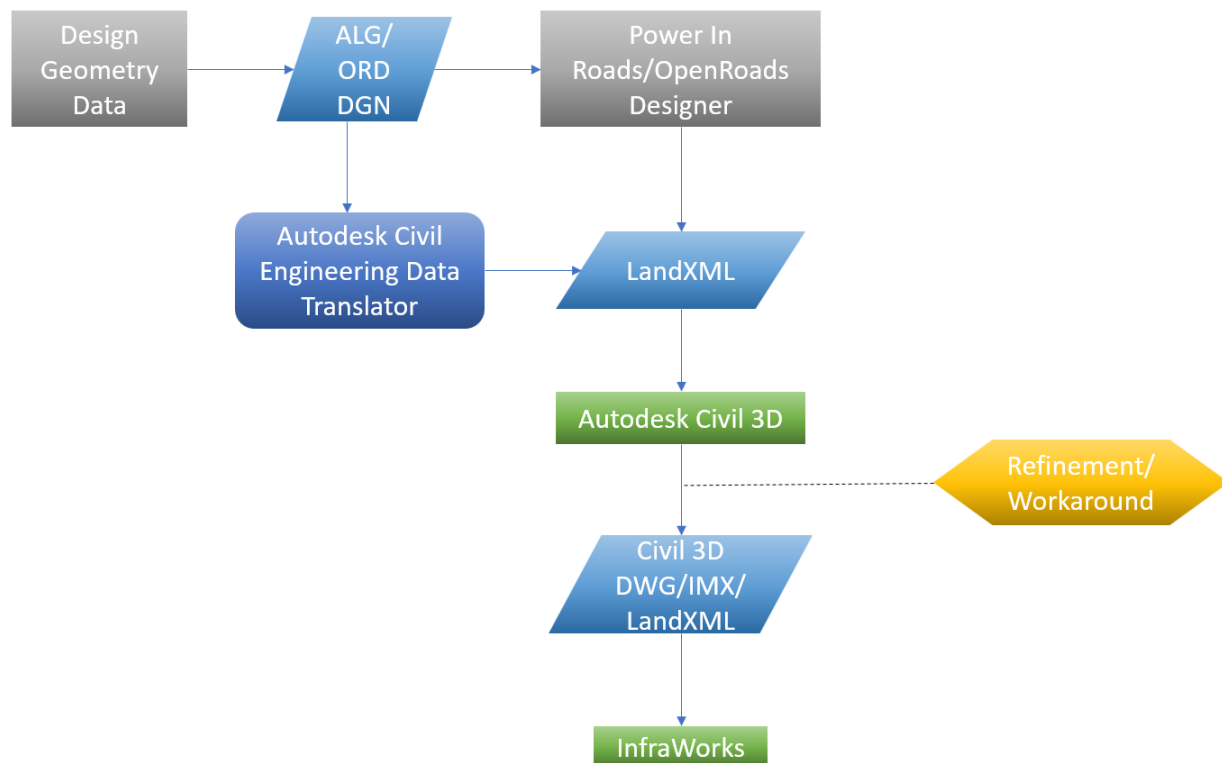 Design
Geometry
Data
ALG/
ORD
DGN
Power In
Roads/OpenRoads
Designer
Autodesk Civil
Engineering Data
Translator
LandXML
Autodesk Civil 3D
Refinement/
Workaround
Civil 3D
DWG/IMX/
LandXML
InfraWorks